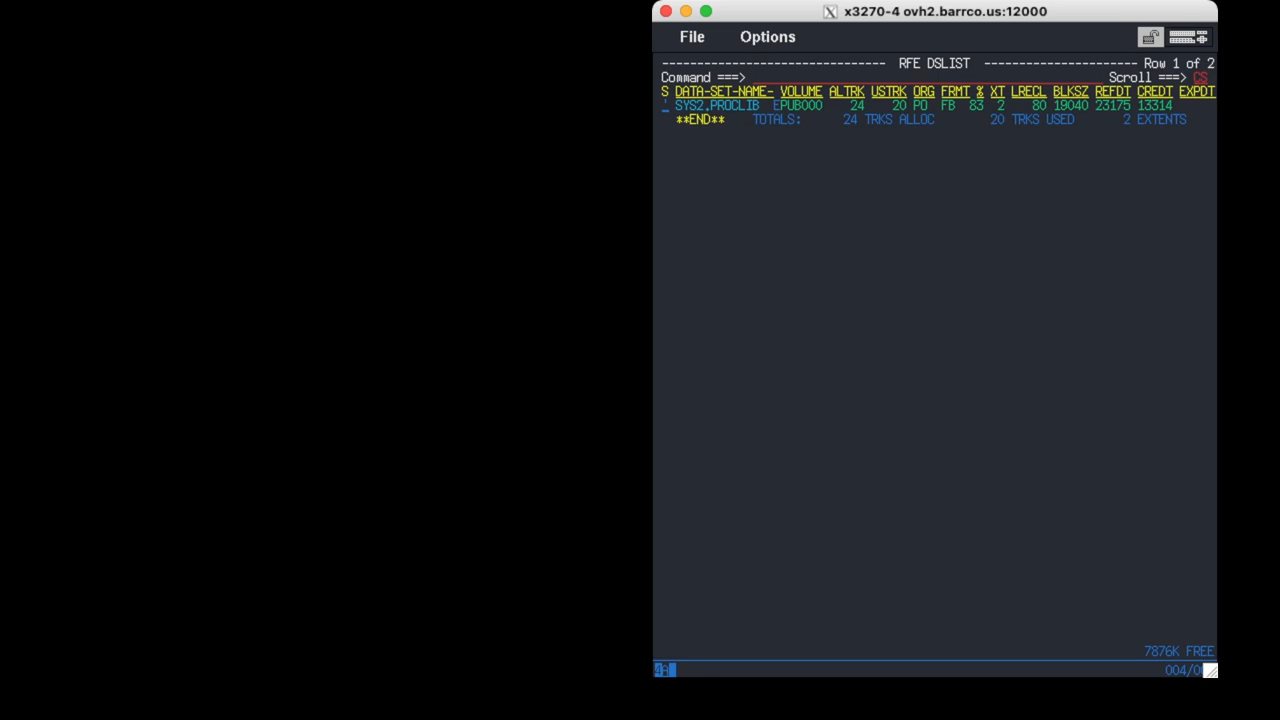 x3270-4 ovh2.barrco.us:12000
File Options
-------------------------------- RFE DSLIST ---------------------- Row 1 of 2
Command ===> Scroll ===> CS
S DATA-SET-NAME- VOLUME ALTRK USTRK ORG FRMT % XT LRECL BLKSZ REFDT CREDT EXPDT
' SYS2.PROCLIB EPUB000 24 20 PO FB 83 2 80 19040 23175 13314
**END** TOTALS: 24 TRKS ALLOC 20 TRKS USED 2 EXTENTS
7876K FREE
4A 004/0